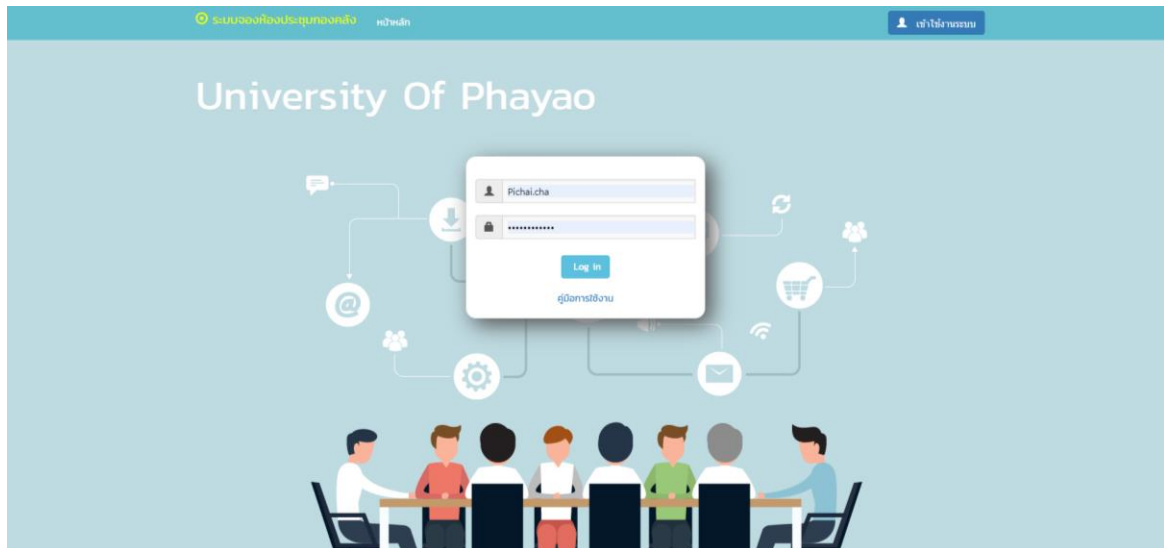 ระบบจองห้องประชุมกองคลัง หน้าหลัก เข้าใช้งานระบบ
University Of Phayao
Pichai.cha
••••••••••••
Log in
คู่มือการใช้งาน
@